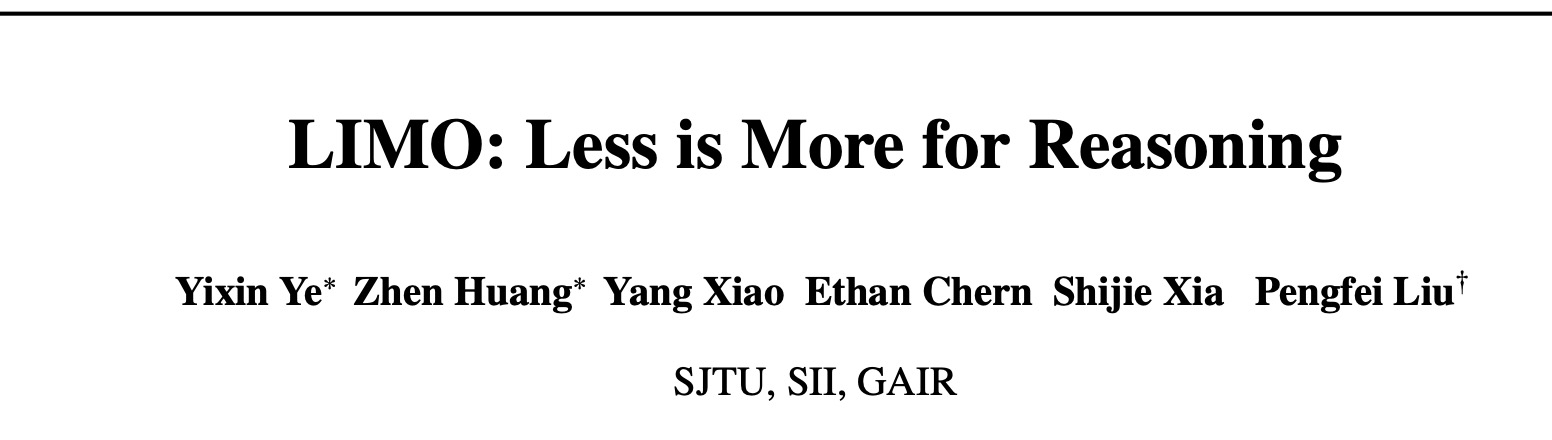 LIMO: Less is More for Reasoning
Yixin Ye* Zhen Huang* Yang Xiao Ethan Chern Shijie Xia Pengfei Liu†
SJTU, SII, GAIR